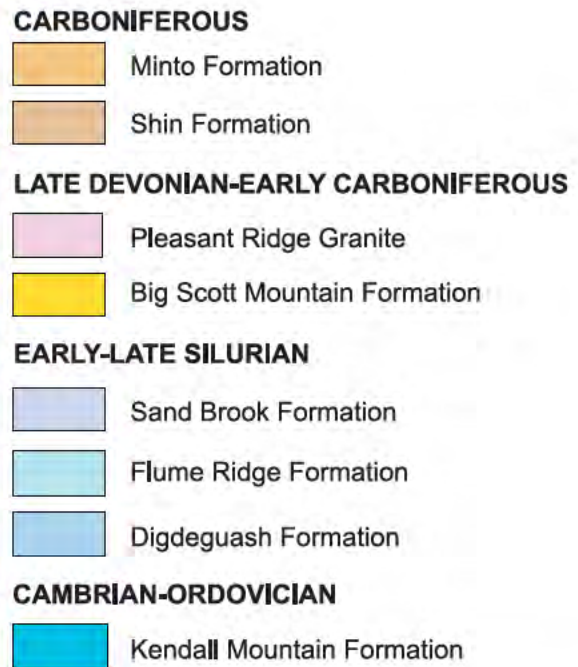 CARBONIFEROUS
Minto Formation
Shin Formation
LATE DEVONIAN-EARLY CARBONIFEROUS
Pleasant Ridge Granite
Big Scott Mountain Formation
EARLY-LATE SILURIAN
Sand Brook Formation
Flume Ridge Formation
Digdeguash Formation
CAMBRIAN-ORDOVICIAN
Kendall Mountain Formation